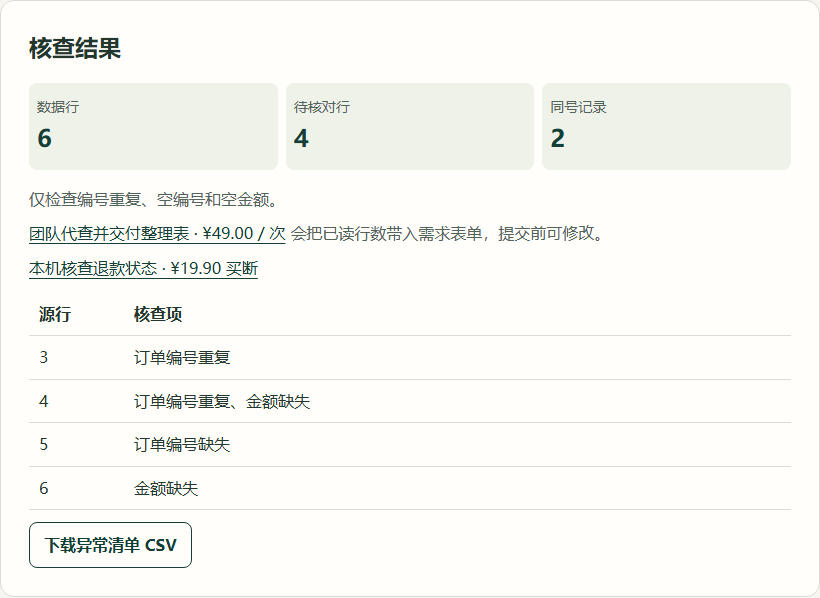 核查结果
数据行 待核对行 同号记录
6 4 2
仅检查编号重复、空编号和空金额。
团队代查并交付整理表 · ¥49.00 / 次 会把已读行数带入需求表单，提交前可修改。
本机核查退款状态 · ¥19.90 买断
源行 核查项
3 订单编号重复
4 订单编号重复、金额缺失
5 订单编号缺失
6 金额缺失
下载异常清单 CSV